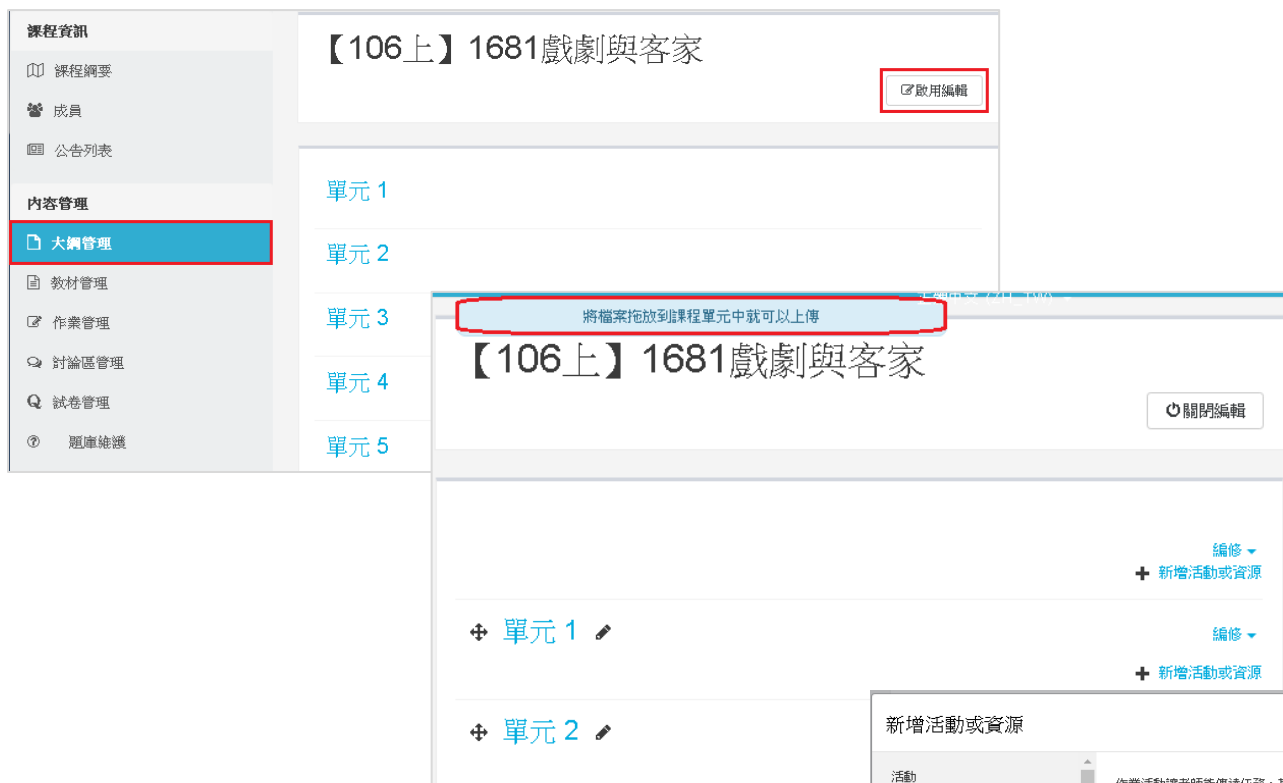 課程資訊
課程綱要
成員
公告列表
內容管理
大綱管理
教材管理
作業管理
討論區管理
試卷管理
題庫維護
【106上】1681戲劇與客家
啟用編輯
單元 1
單元 2
單元 3
單元 4
單元 5
將檔案拖放到課程單元中就可以上傳
【106上】1681戲劇與客家
關閉編輯
編修
新增活動或資源
單元 1
編修
新增活動或資源
單元 2
新增活動或資源
活動